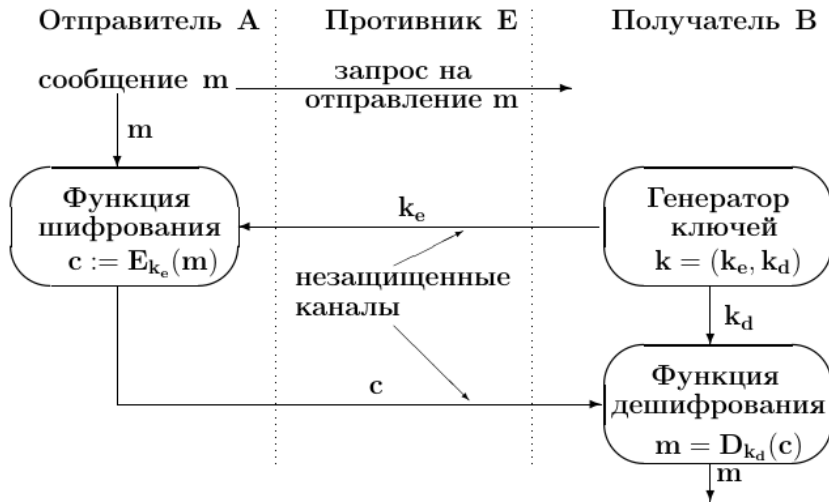 Отправитель A
Противник E
Получатель B
сообщение m
запрос на
отправление m
m
Функция
шифрования
c := E_{k_e}(m)
k_e
Генератор
ключей
k = (k_e, k_d)
незащищенные
каналы
k_d
c
Функция
дешифрования
m = D_{k_d}(c)
m